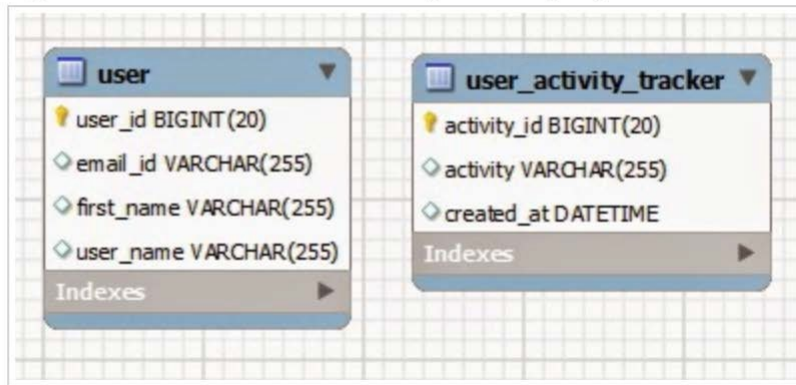 user
user_id BIGINT(20)
email_id VARCHAR(255)
first_name VARCHAR(255)
user_name VARCHAR(255)
Indexes
user_activity_tracker
activity_id BIGINT(20)
activity VARCHAR(255)
created_at DATETIME
Indexes